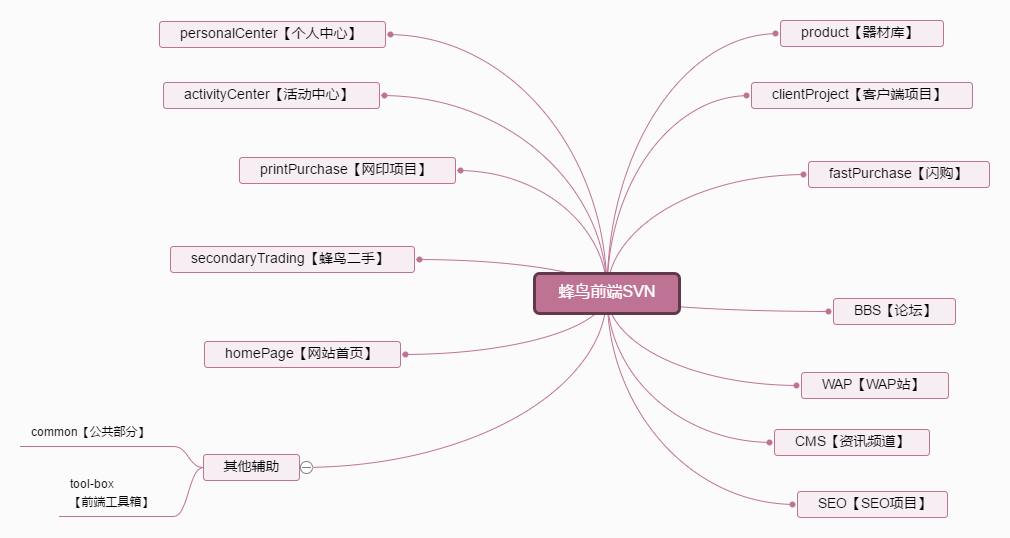 personalCenter【个人中心】
activityCenter【活动中心】
printPurchase【网印项目】
secondaryTrading【蜂鸟二手】
homePage【网站首页】
其他辅助
common【公共部分】
tool-box
【前端工具箱】
蜂鸟前端SVN
product【器材库】
clientProject【客户端项目】
fastPurchase【闪购】
BBS【论坛】
WAP【WAP站】
CMS【资讯频道】
SEO【SEO项目】